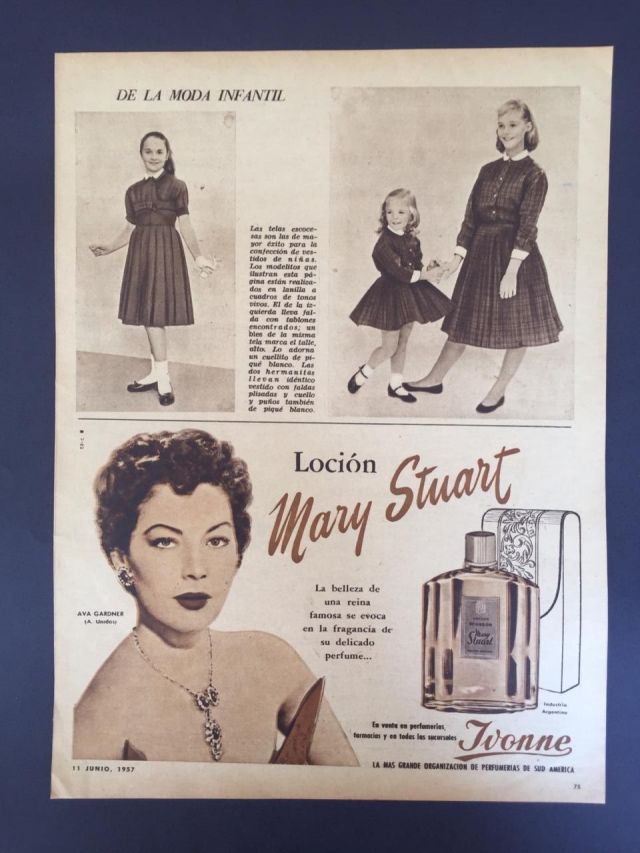 DE LA MODA INFANTIL
Las telas escoce-
sas son las de ma-
yor éxito para la
confección de ves-
tidos de niñas.
Los modelitos que
ilustran esta pá-
gina están realiza-
dos en lanilla a
cuadros de tonos
vivos. El de la iz-
quierda lleva fal-
da con tablones
encontrados; un
bies de la misma
tela marca el talle,
alto. Lo adorna
un cuellito de pi-
qué blanco. Las
dos hermanitas
llevan idéntico
vestido con faldas
plisadas y cuello
y puños también
de piqué blanco.
Loción
Mary Stuart
AVA GARDNER
(A. Unidos)
La belleza de
una reina
famosa se evoca
en la fragancia de
su delicado
perfume...
Mary
Stuart
Industria
Argentina
En venta en perfumerías,
farmacias y en todas las sucursales
Ivonne
LA MAS GRANDE ORGANIZACION DE PERFUMERIAS DE SUD AMERICA
11 JUNIO, 1957
75